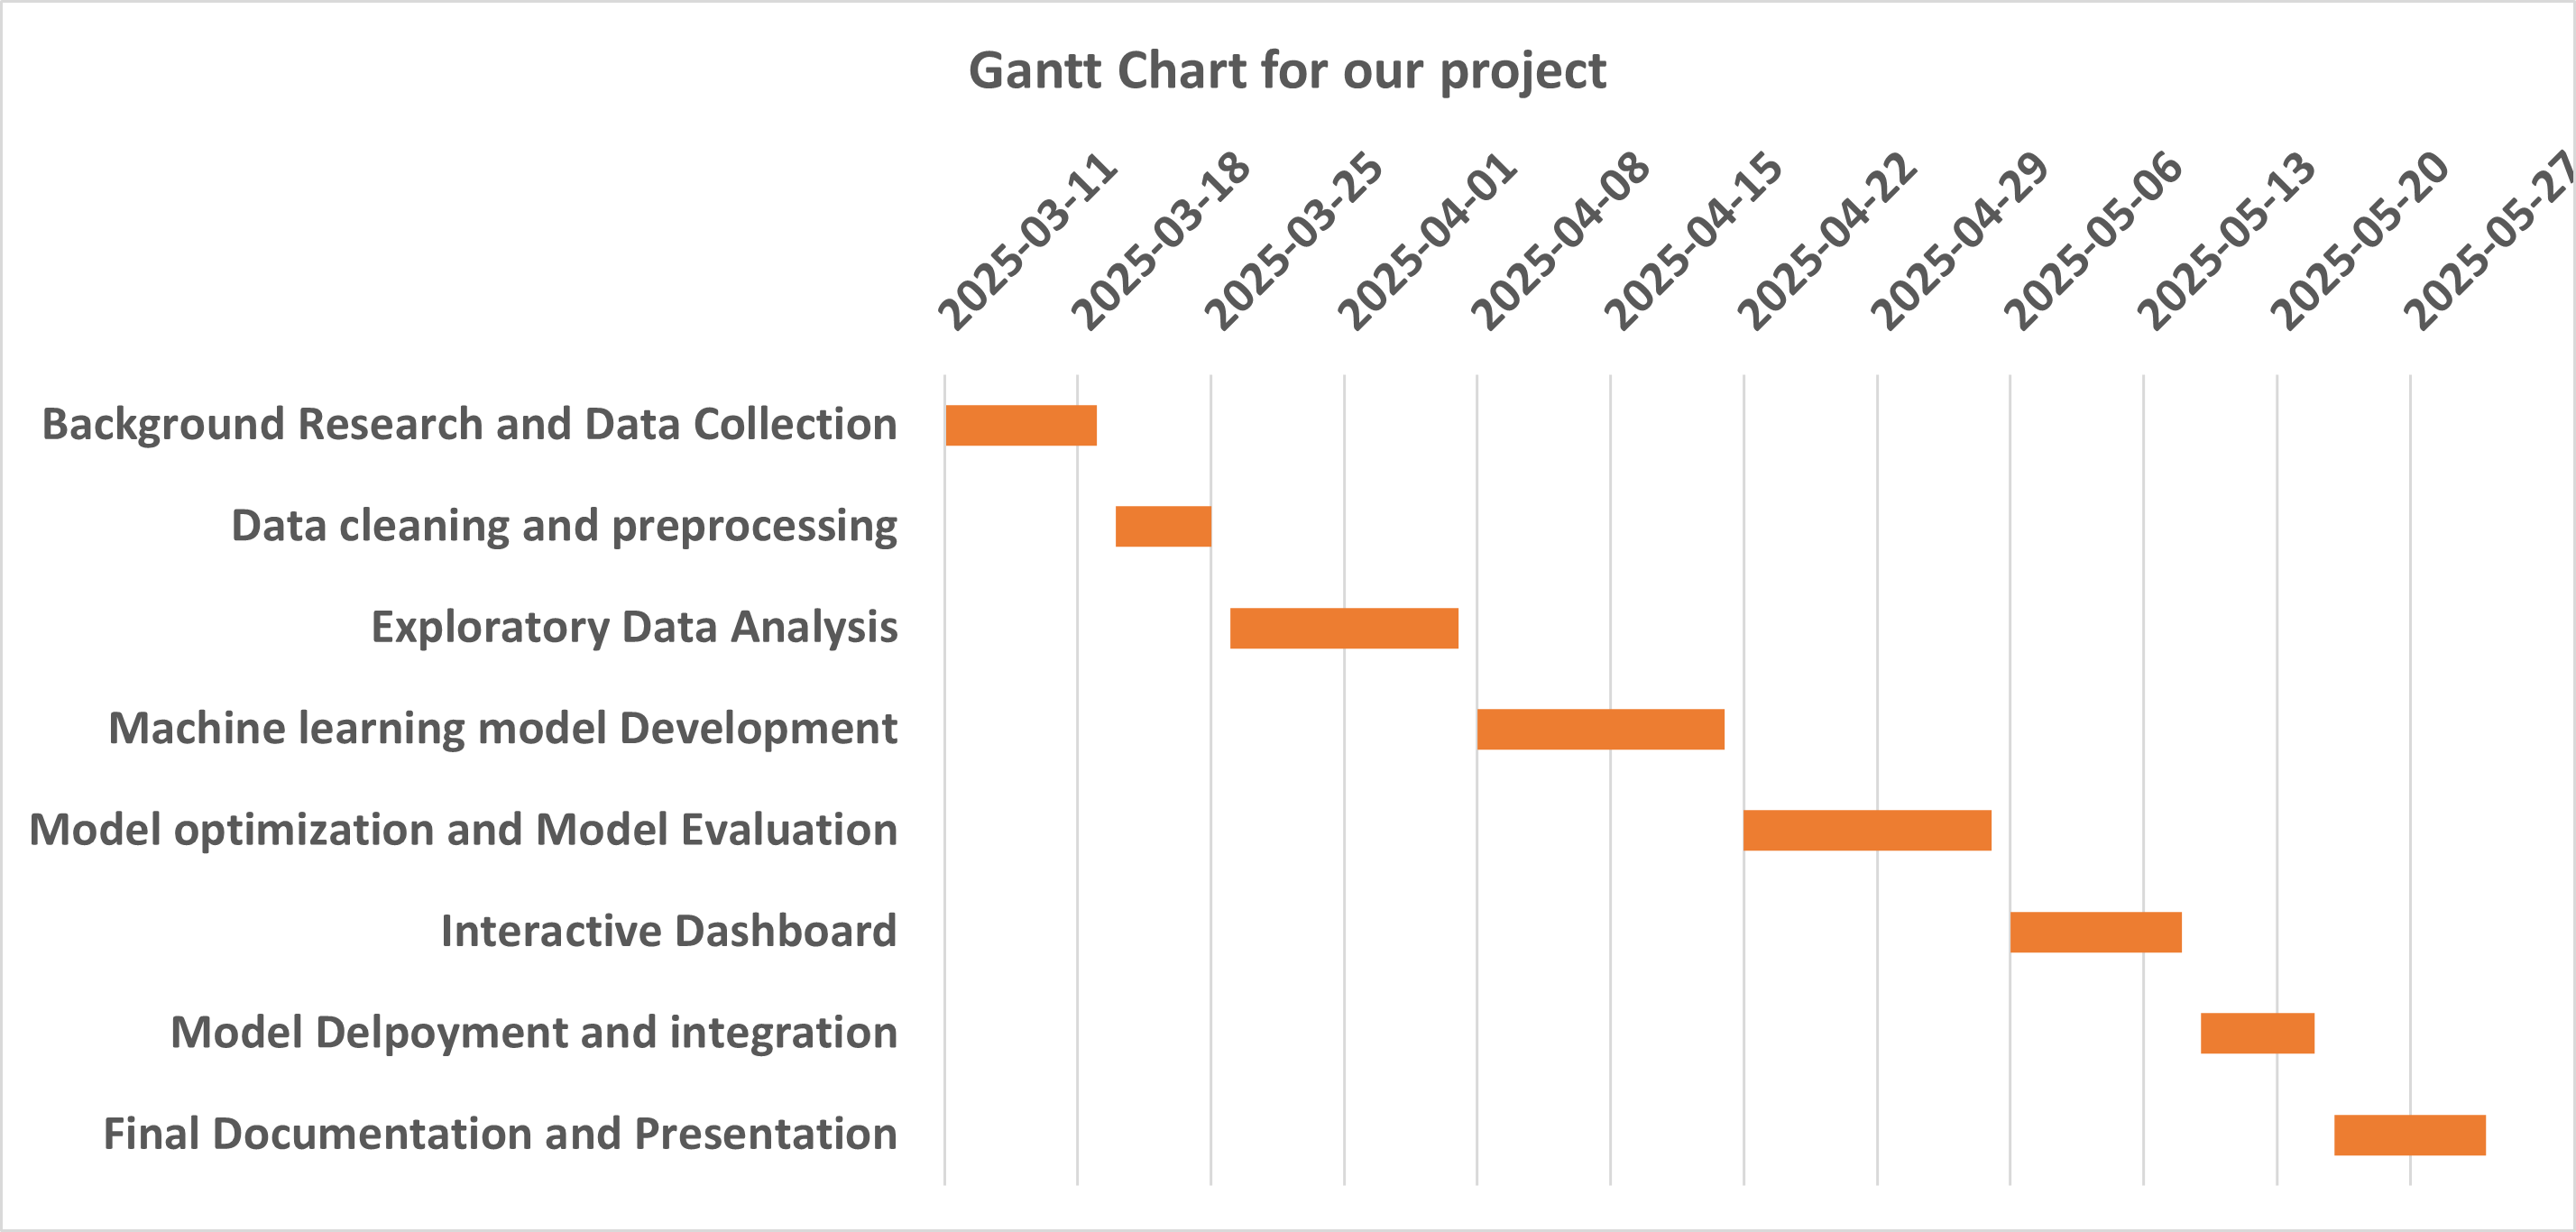 Gantt Chart for our project
2025-03-11
2025-03-18
2025-03-25
2025-04-01
2025-04-08
2025-04-15
2025-04-22
2025-04-29
2025-05-06
2025-05-13
2025-05-20
2025-05-27
Background Research and Data Collection
Data cleaning and preprocessing
Exploratory Data Analysis
Machine learning model Development
Model optimization and Model Evaluation
Interactive Dashboard
Model Delpoyment and integration
Final Documentation and Presentation